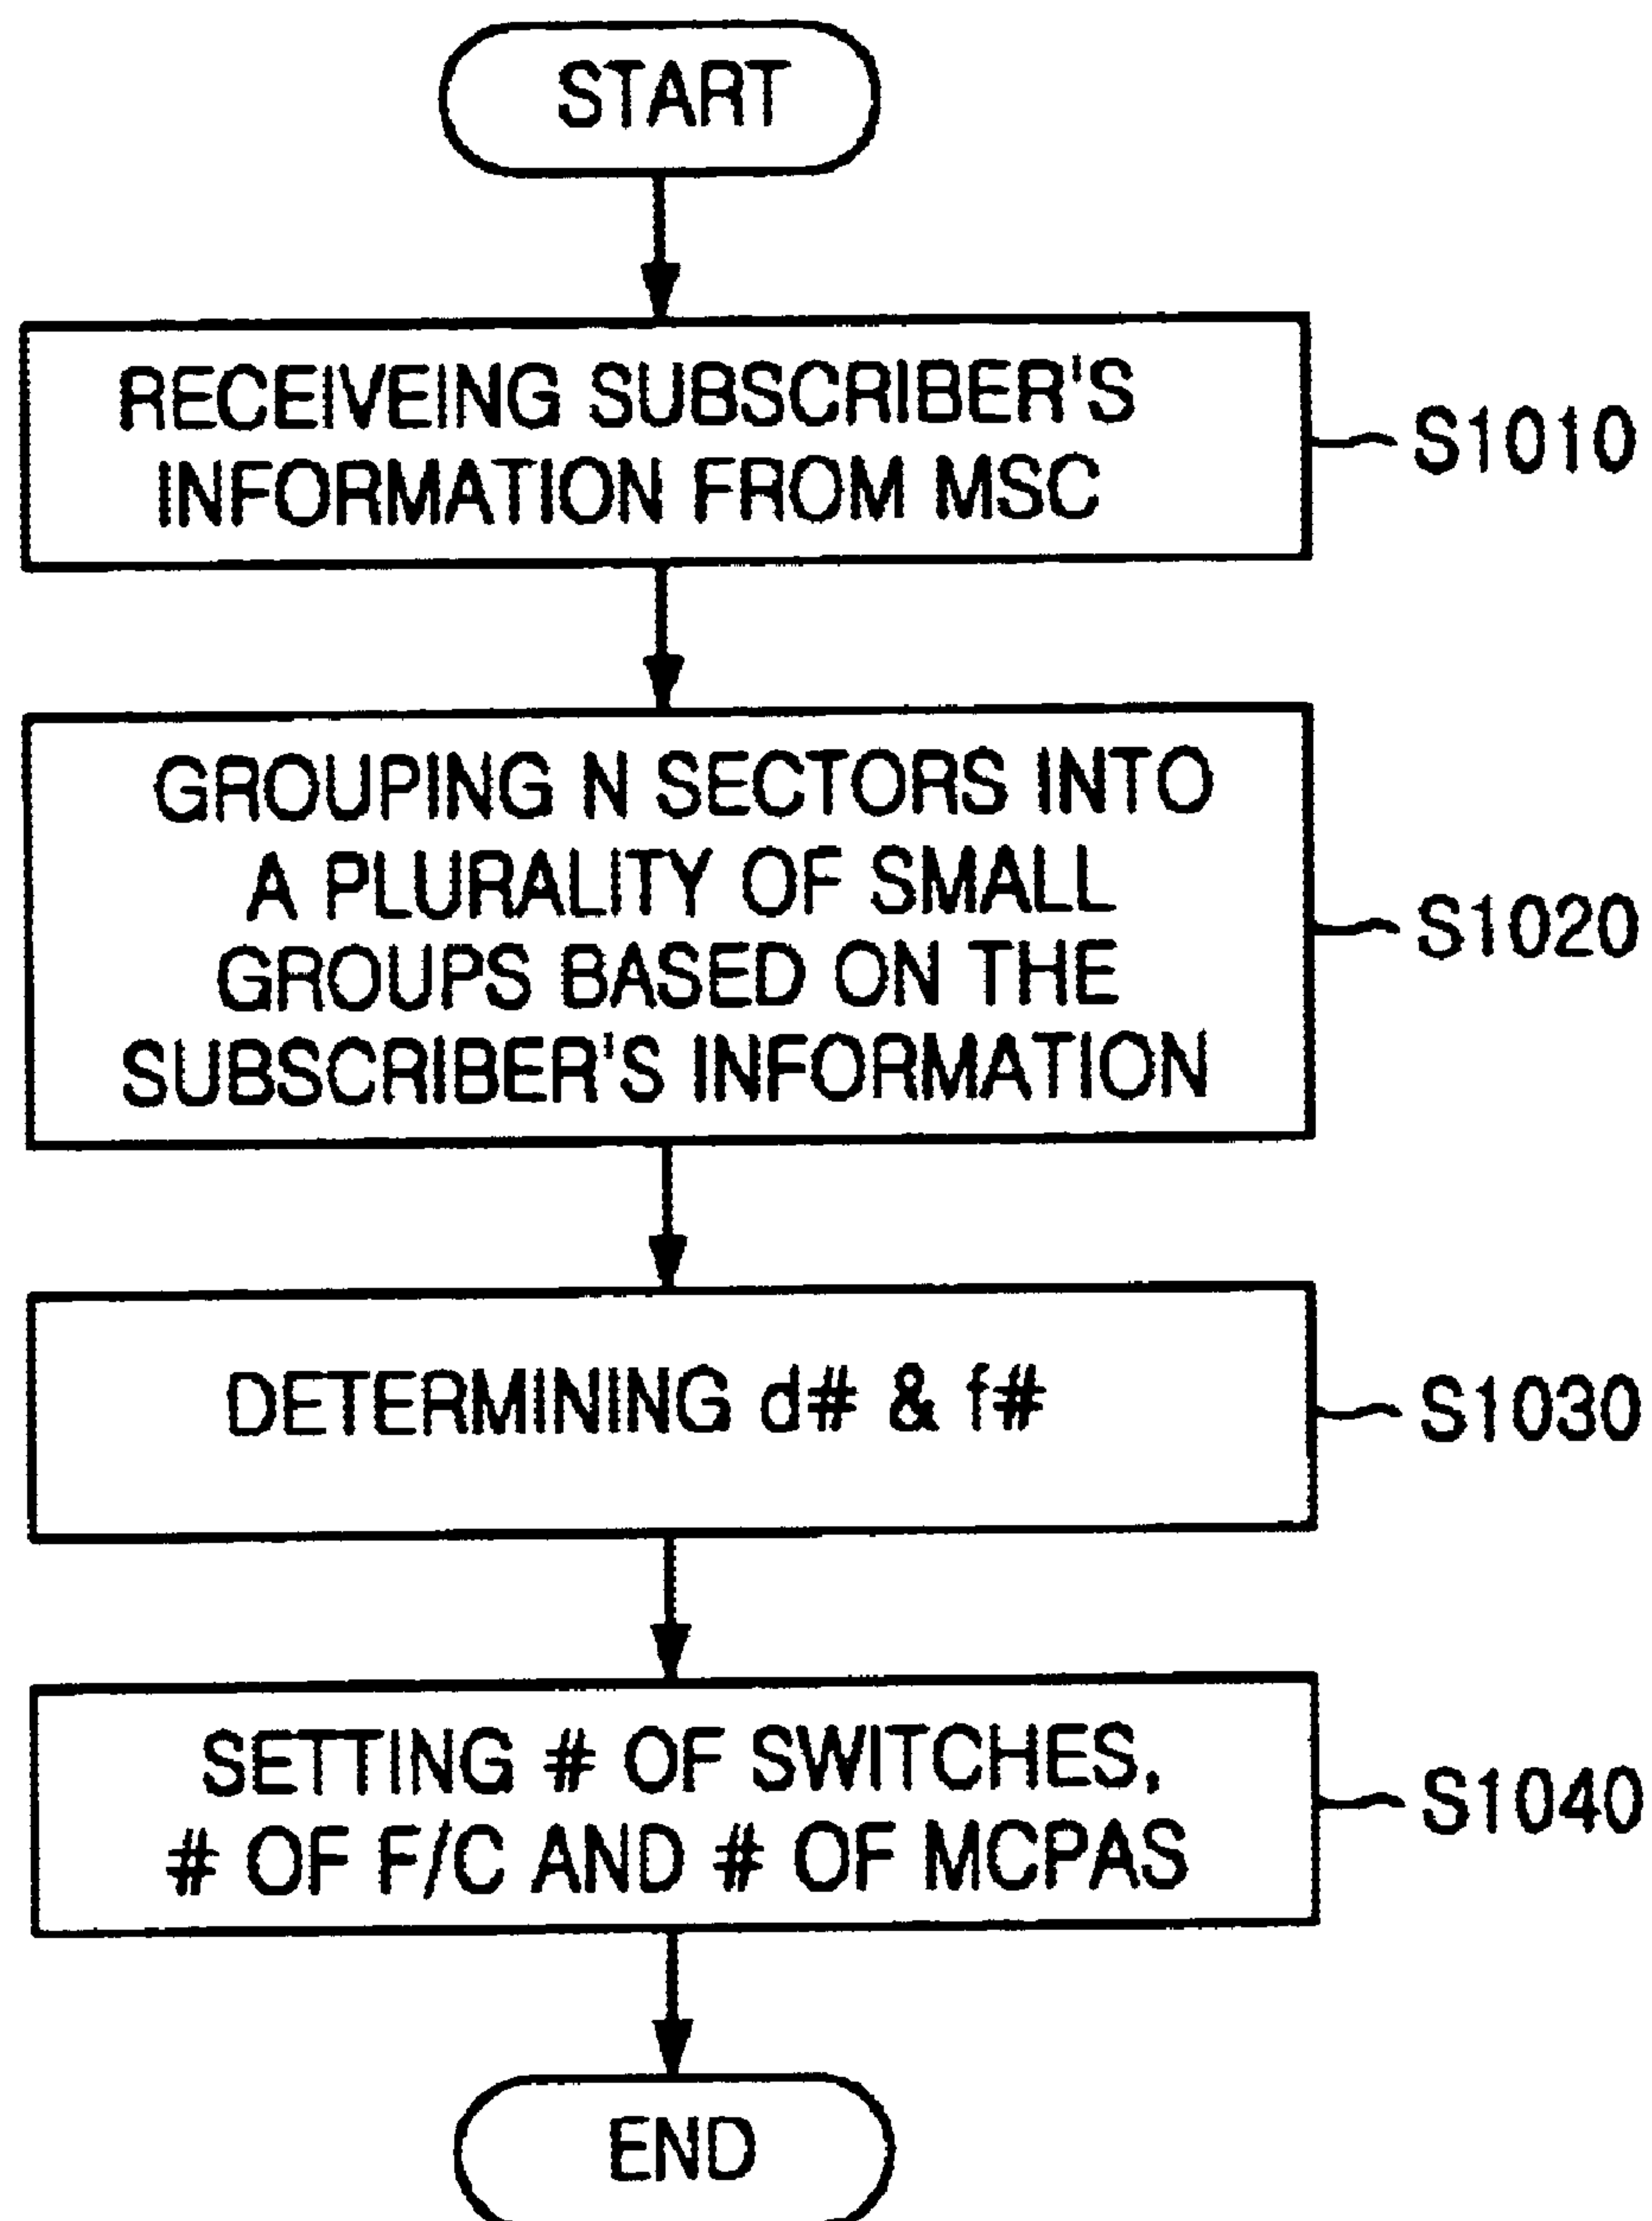 START
RECEIVEING SUBSCRIBER'S
INFORMATION FROM MSC
S1010
GROUPING N SECTORS INTO
A PLURALITY OF SMALL
GROUPS BASED ON THE
SUBSCRIBER'S INFORMATION
S1020
DETERMINING d# & f#
S1030
SETTING # OF SWITCHES,
# OF F/C AND # OF MCPAS
S1040
END